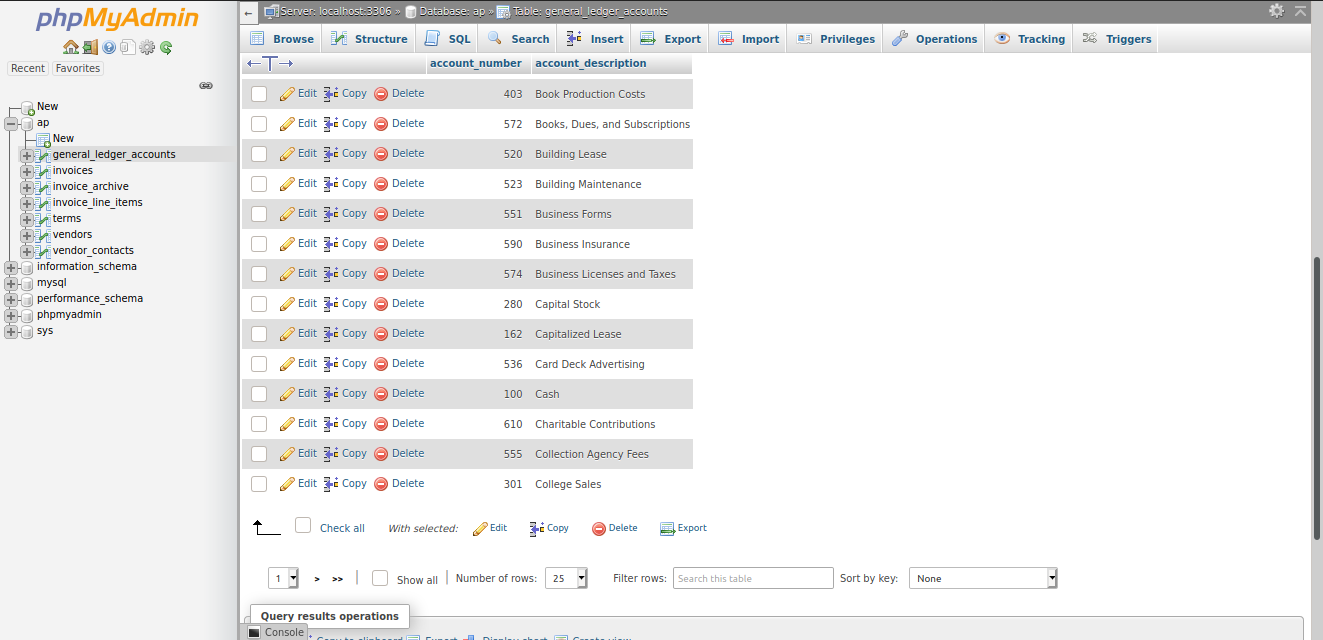 phpMyAdmin
Recent Favorites
New
ap
New
general_ledger_accounts
invoices
invoice_archive
invoice_line_items
terms
vendors
vendor_contacts
information_schema
mysql
performance_schema
phpmyadmin
sys
← Server: localhost:3306 » Database: ap » Table: general_ledger_accounts
Browse Structure SQL Search Insert Export Import Privileges Operations Tracking Triggers
←T→ account_number account_description
Edit Copy Delete 403 Book Production Costs
Edit Copy Delete 572 Books, Dues, and Subscriptions
Edit Copy Delete 520 Building Lease
Edit Copy Delete 523 Building Maintenance
Edit Copy Delete 551 Business Forms
Edit Copy Delete 590 Business Insurance
Edit Copy Delete 574 Business Licenses and Taxes
Edit Copy Delete 280 Capital Stock
Edit Copy Delete 162 Capitalized Lease
Edit Copy Delete 536 Card Deck Advertising
Edit Copy Delete 100 Cash
Edit Copy Delete 610 Charitable Contributions
Edit Copy Delete 555 Collection Agency Fees
Edit Copy Delete 301 College Sales
Check all With selected: Edit Copy Delete Export
1 > >> | Show all | Number of rows: 25 Filter rows: Search this table Sort by key: None
Query results operations
Console Copy to clipboard Export Display chart Create view